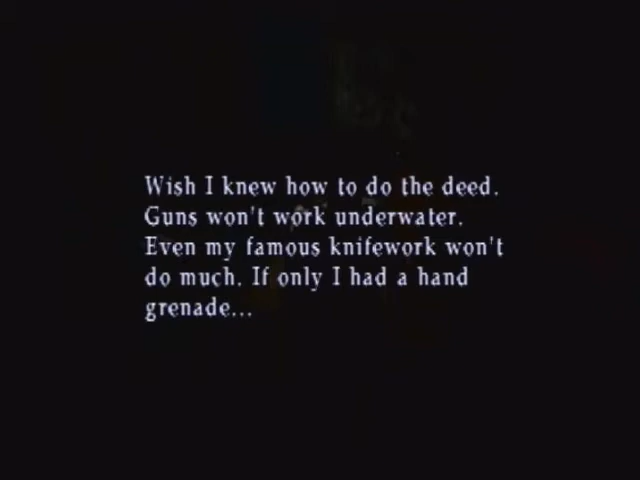 Wish I knew how to do the deed.
Guns won't work underwater.
Even my famous knifework won't
do much. If only I had a hand
grenade...